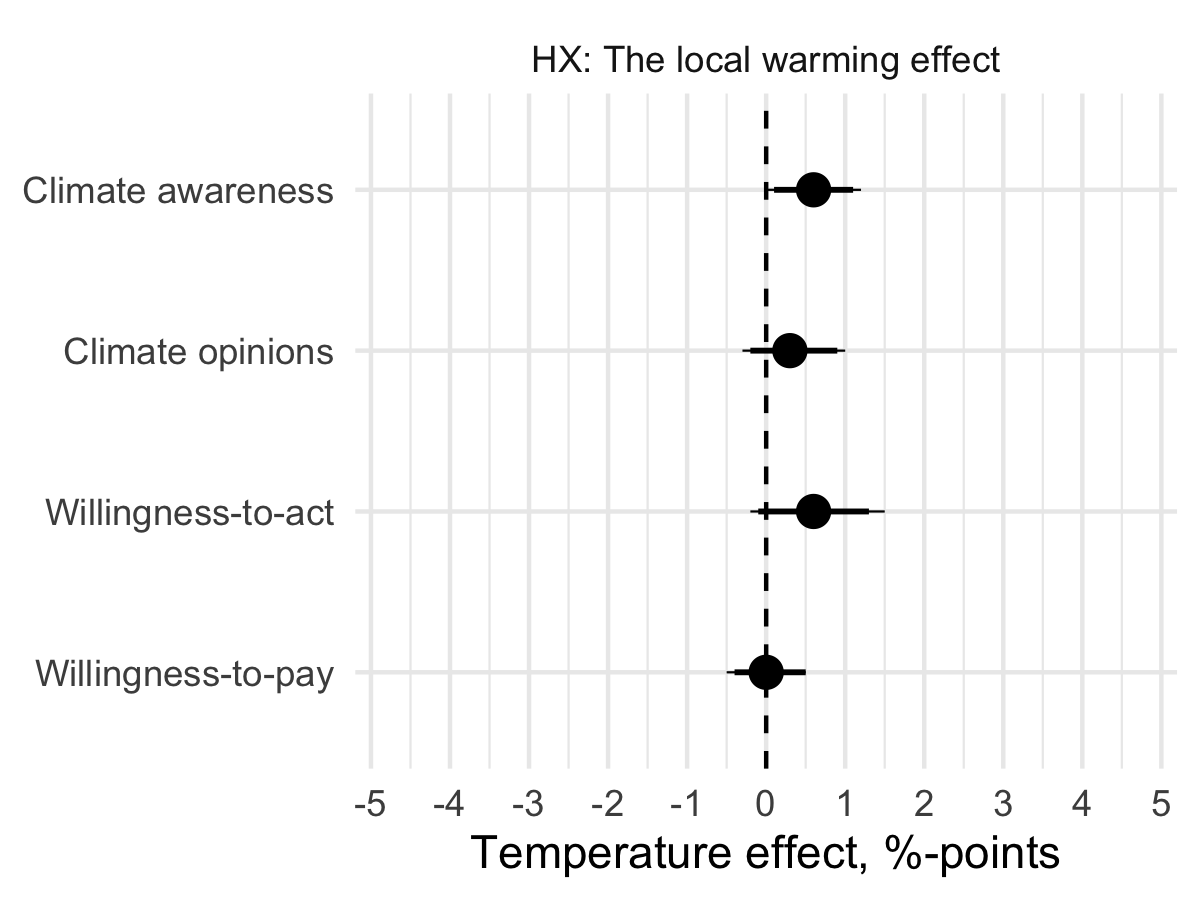 HX: The local warming effect
Climate awareness
Climate opinions
Willingness-to-act
Willingness-to-pay
-5 -4 -3 -2 -1 0 1 2 3 4 5
Temperature effect, %-points